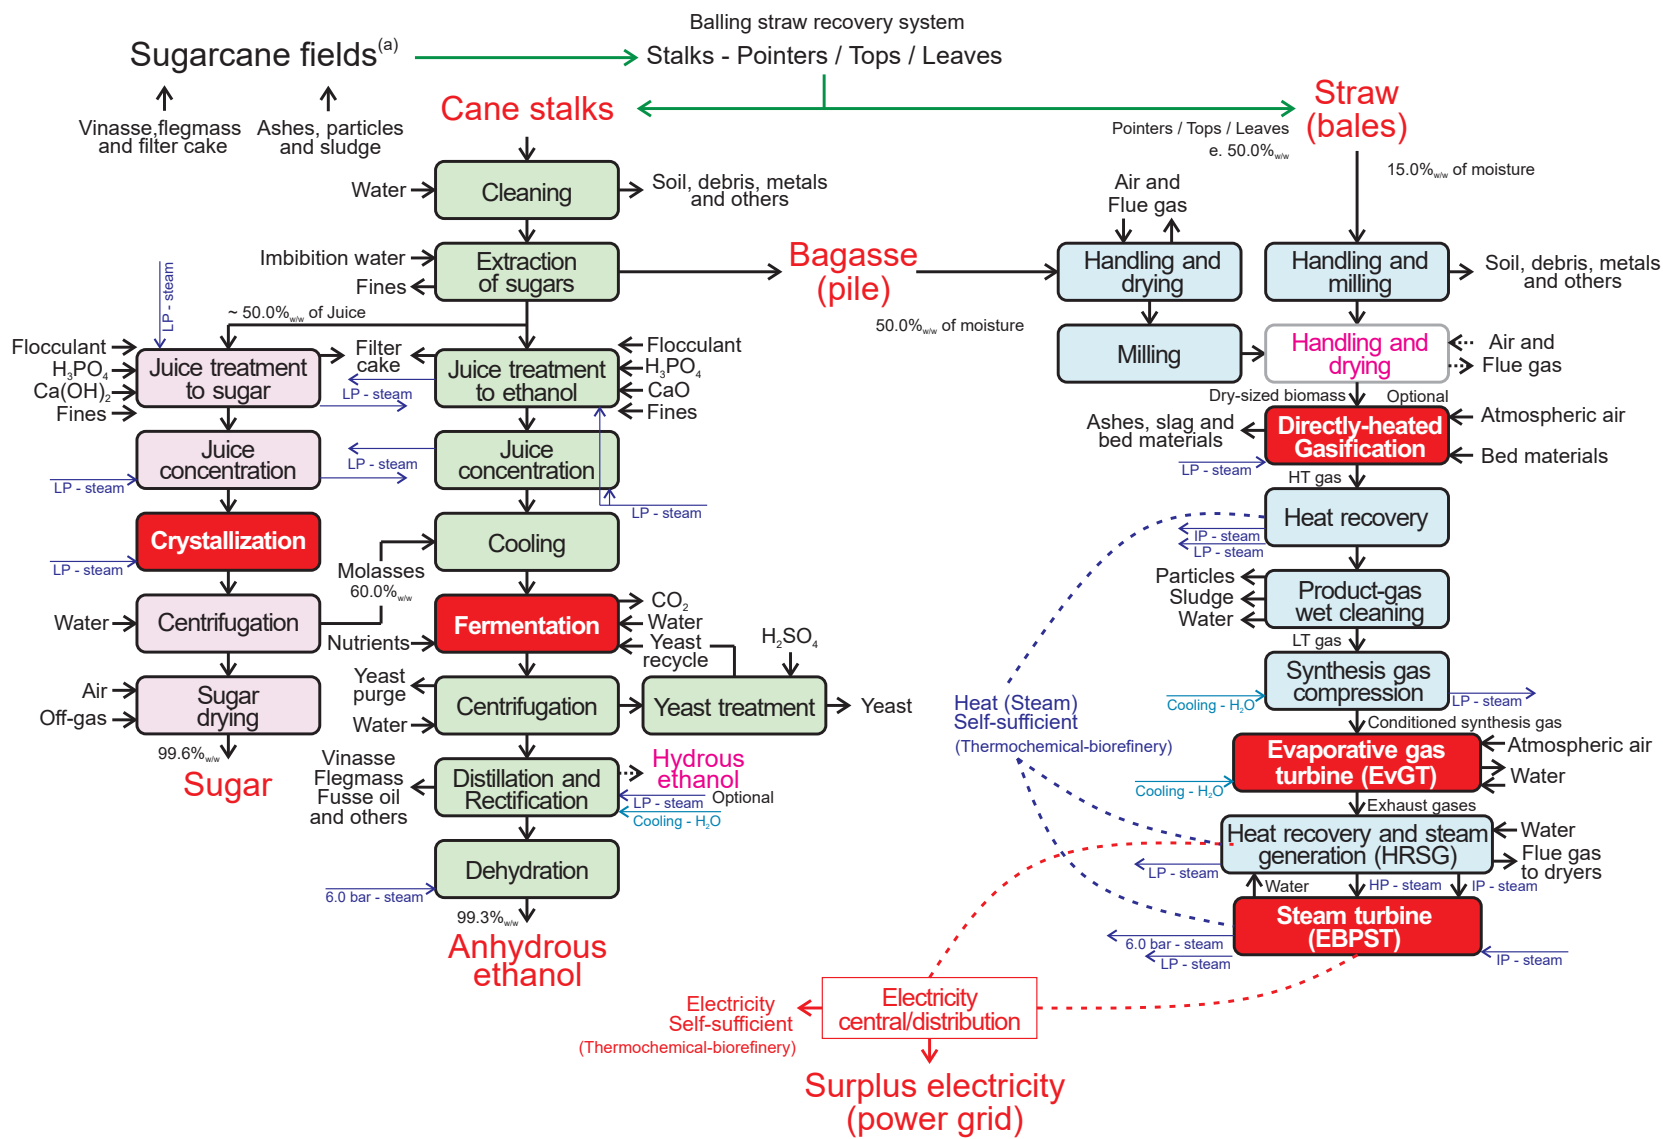 Balling straw recovery system
Sugarcane fields(a)
Stalks - Pointers / Tops / Leaves
Vinasse,flegmass
and filter cake
Ashes, particles
and sludge
Cane stalks
Straw
(bales)
Pointers / Tops / Leaves
e. 50.0%w/w
15.0%w/w of moisture
Water
Cleaning
Soil, debris, metals
and others
Air and
Flue gas
Imbibition water
Fines
Extraction
of sugars
Bagasse
(pile)
50.0%w/w of moisture
Handling and
drying
Handling and
milling
Soil, debris, metals
and others
LP - steam
~ 50.0%w/w of Juice
Milling
Handling and
drying
Air and
Flue gas
Flocculant
H3PO4
Ca(OH)2
Fines
Juice treatment
to sugar
Filter
cake
LP - steam
Juice treatment
to ethanol
Flocculant
H3PO4
CaO
Fines
Dry-sized biomass
Optional
Ashes, slag and
bed materials
Directly-heated
Gasification
Atmospheric air
Bed materials
LP - steam
HT gas
Juice
concentration
LP - steam
LP - steam
Juice
concentration
LP - steam
Heat recovery
IP - steam
LP - steam
Crystallization
LP - steam
Cooling
Molasses
60.0%w/w
Particles
Sludge
Water
Product-gas
wet cleaning
LT gas
Water
Centrifugation
Nutrients
Fermentation
CO2
Water
Yeast
recycle
H2SO4
Synthesis gas
compression
Cooling - H2O
LP - steam
Conditioned synthesis gas
Air
Off-gas
Sugar
drying
99.6%w/w
Sugar
Yeast
purge
Water
Centrifugation
Yeast treatment
Yeast
Heat (Steam)
Self-sufficient
(Thermochemical-biorefinery)
Evaporative gas
turbine (EvGT)
Atmospheric air
Water
Cooling - H2O
Exhaust gases
Vinasse
Flegmass
Fusse oil
and others
Distillation and
Rectification
Hydrous
ethanol
LP - steam
Optional
Cooling - H2O
Heat recovery and steam
generation (HRSG)
Water
Flue gas
to dryers
LP - steam
Water
HP - steam
IP - steam
Dehydration
6.0 bar - steam
99.3%w/w
Anhydrous
ethanol
Steam turbine
(EBPST)
6.0 bar - steam
LP - steam
IP - steam
Electricity
Self-sufficient
(Thermochemical-biorefinery)
Electricity
central/distribution
Surplus electricity
(power grid)